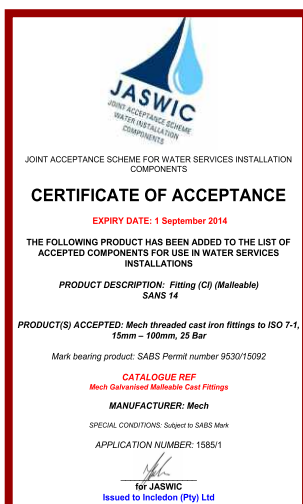 JASWIC
JOINT ACCEPTANCE SCHEME
WATER INSTALLATION
COMPONENTS
JOINT ACCEPTANCE SCHEME FOR WATER SERVICES INSTALLATION
COMPONENTS
CERTIFICATE OF ACCEPTANCE
EXPIRY DATE: 1 September 2014
THE FOLLOWING PRODUCT HAS BEEN ADDED TO THE LIST OF
ACCEPTED COMPONENTS FOR USE IN WATER SERVICES
INSTALLATIONS
PRODUCT DESCRIPTION: Fitting (CI) (Malleable)
SANS 14
PRODUCT(S) ACCEPTED: Mech threaded cast iron fittings to ISO 7-1,
15mm – 100mm, 25 Bar
Mark bearing product: SABS Permit number 9530/15092
CATALOGUE REF
Mech Galvanised Malleable Cast Fittings
MANUFACTURER: Mech
SPECIAL CONDITIONS: Subject to SABS Mark
APPLICATION NUMBER: 1585/1
for JASWIC
Issued to Incledon (Pty) Ltd